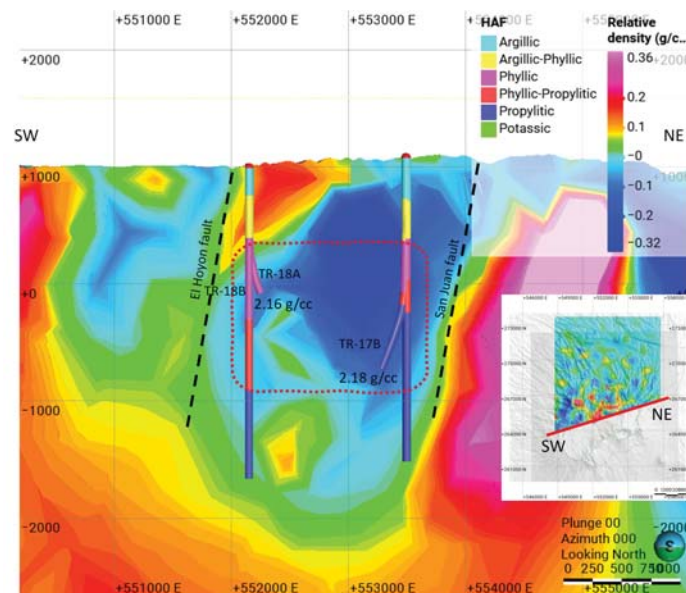 +551000 E +552000 E +553000 E
HAF
Argillic
Argillic-Phyllic
Phyllic
Phyllic-Propylitic
Propylitic
Potassic
Relative
density (g/c..
0.36
0.2
0.1
−0
−0.1
−0.2
−0.32
+2000
SW
NE
+1000
+1000
El Hoyon fault
San Juan fault
TR-18A
TR-18B
2.16 g/cc
+0
TR-17B
2.18 g/cc
-1000
-2000
SW
NE
Plunge 00
Azimuth 000
Looking North
S
0 250 500 750 1000
+551000 E +552000 E +553000 E +554000 E +555000 E